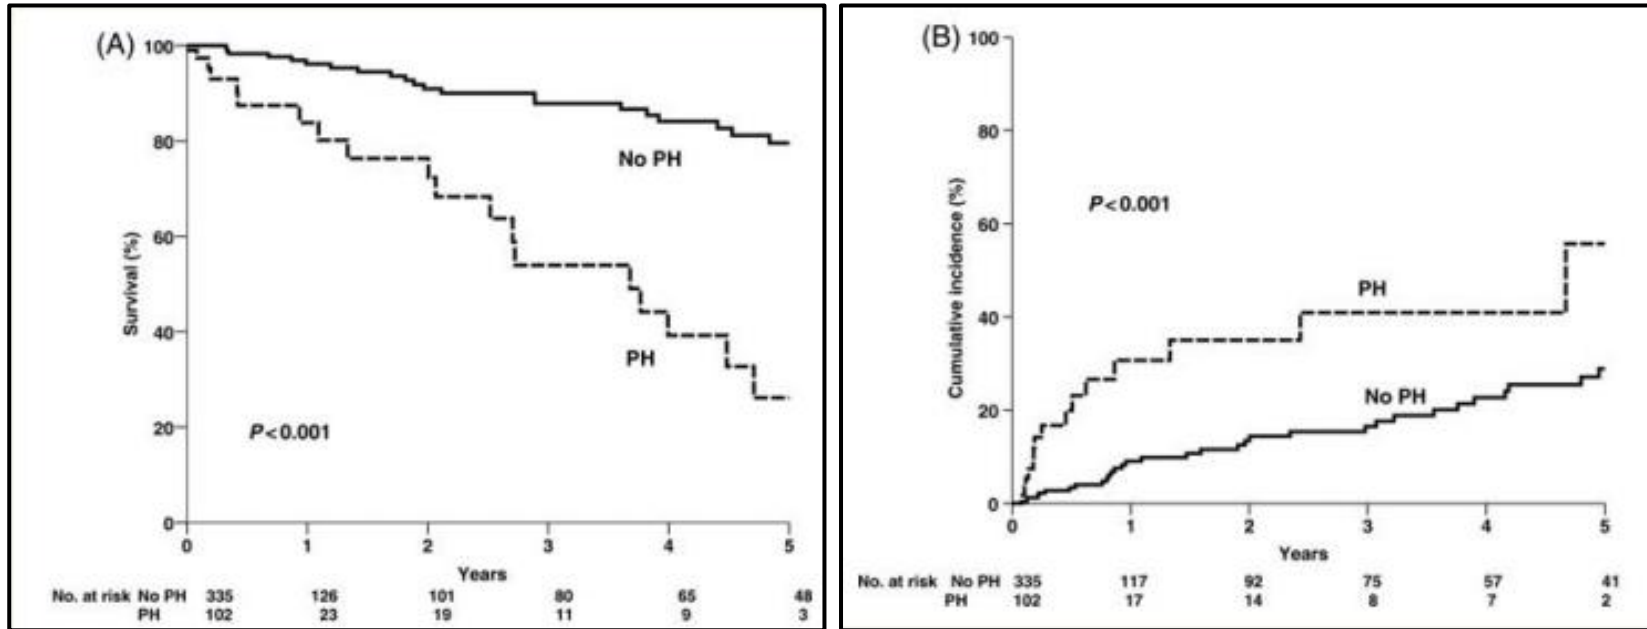 (A)
100
80
60
40
20
0
Survival (%)
No PH
PH
P<0.001
0 1 2 3 4 5
Years
No. at risk No PH 335 126 101 80 65 48
PH 102 23 19 11 9 3
(B)
100
80
60
40
20
0
Cumulative incidence (%)
P<0.001
PH
No PH
0 1 2 3 4 5
Years
No. at risk No PH 335 117 92 75 57 41
PH 102 17 14 8 7 2